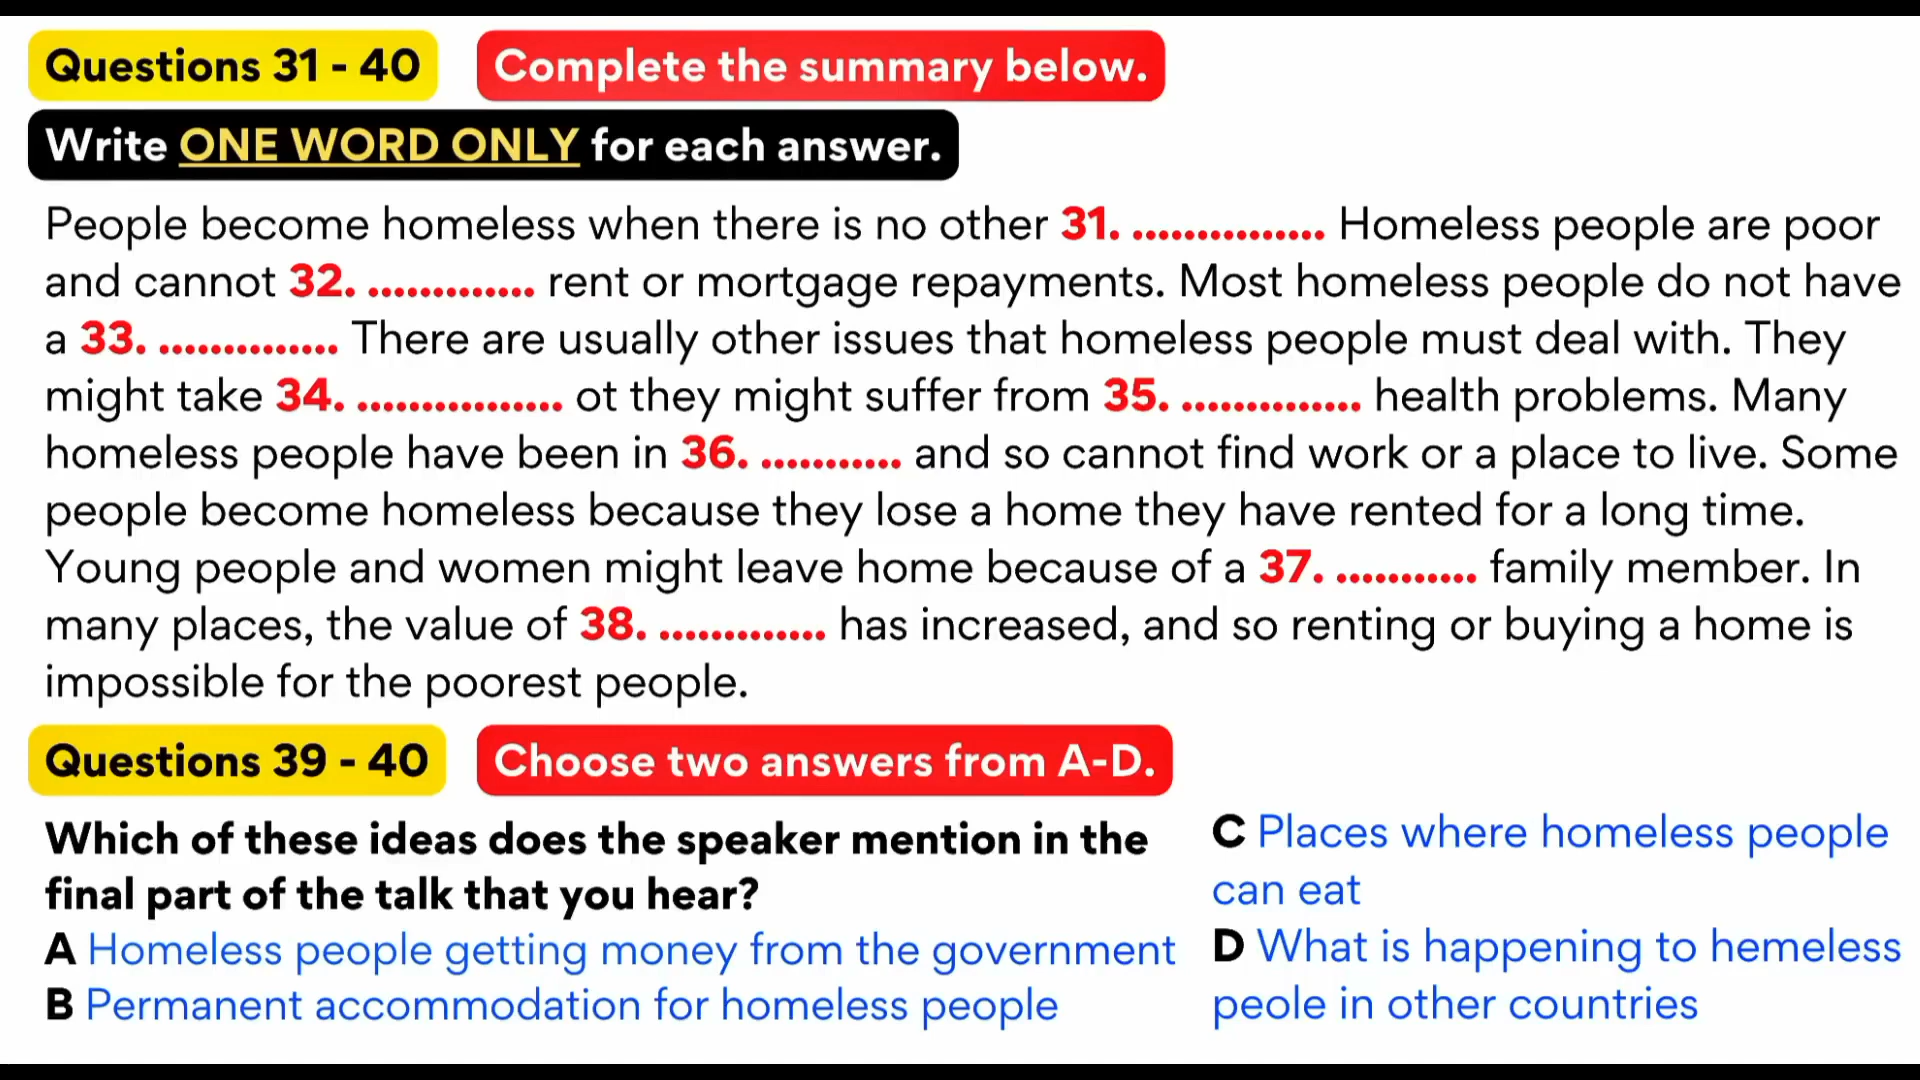 Questions 31 - 40
Complete the summary below.
Write ONE WORD ONLY for each answer.
People become homeless when there is no other 31. ............... Homeless people are poor
and cannot 32. ............. rent or mortgage repayments. Most homeless people do not have
a 33. .............. There are usually other issues that homeless people must deal with. They
might take 34. ................ ot they might suffer from 35. .............. health problems. Many
homeless people have been in 36. ........... and so cannot find work or a place to live. Some
people become homeless because they lose a home they have rented for a long time.
Young people and women might leave home because of a 37. ........... family member. In
many places, the value of 38. ............. has increased, and so renting or buying a home is
impossible for the poorest people.
Questions 39 - 40
Choose two answers from A-D.
Which of these ideas does the speaker mention in the
final part of the talk that you hear?
A Homeless people getting money from the government
B Permanent accommodation for homeless people
C Places where homeless people
can eat
D What is happening to hemeless
peole in other countries